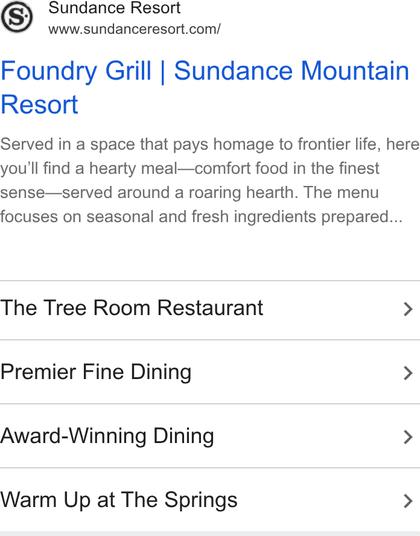 S
Sundance Resort
www.sundanceresort.com/
Foundry Grill | Sundance Mountain
Resort
Served in a space that pays homage to frontier life, here
you’ll find a hearty meal—comfort food in the finest
sense—served around a roaring hearth. The menu
focuses on seasonal and fresh ingredients prepared...
The Tree Room Restaurant
Premier Fine Dining
Award-Winning Dining
Warm Up at The Springs